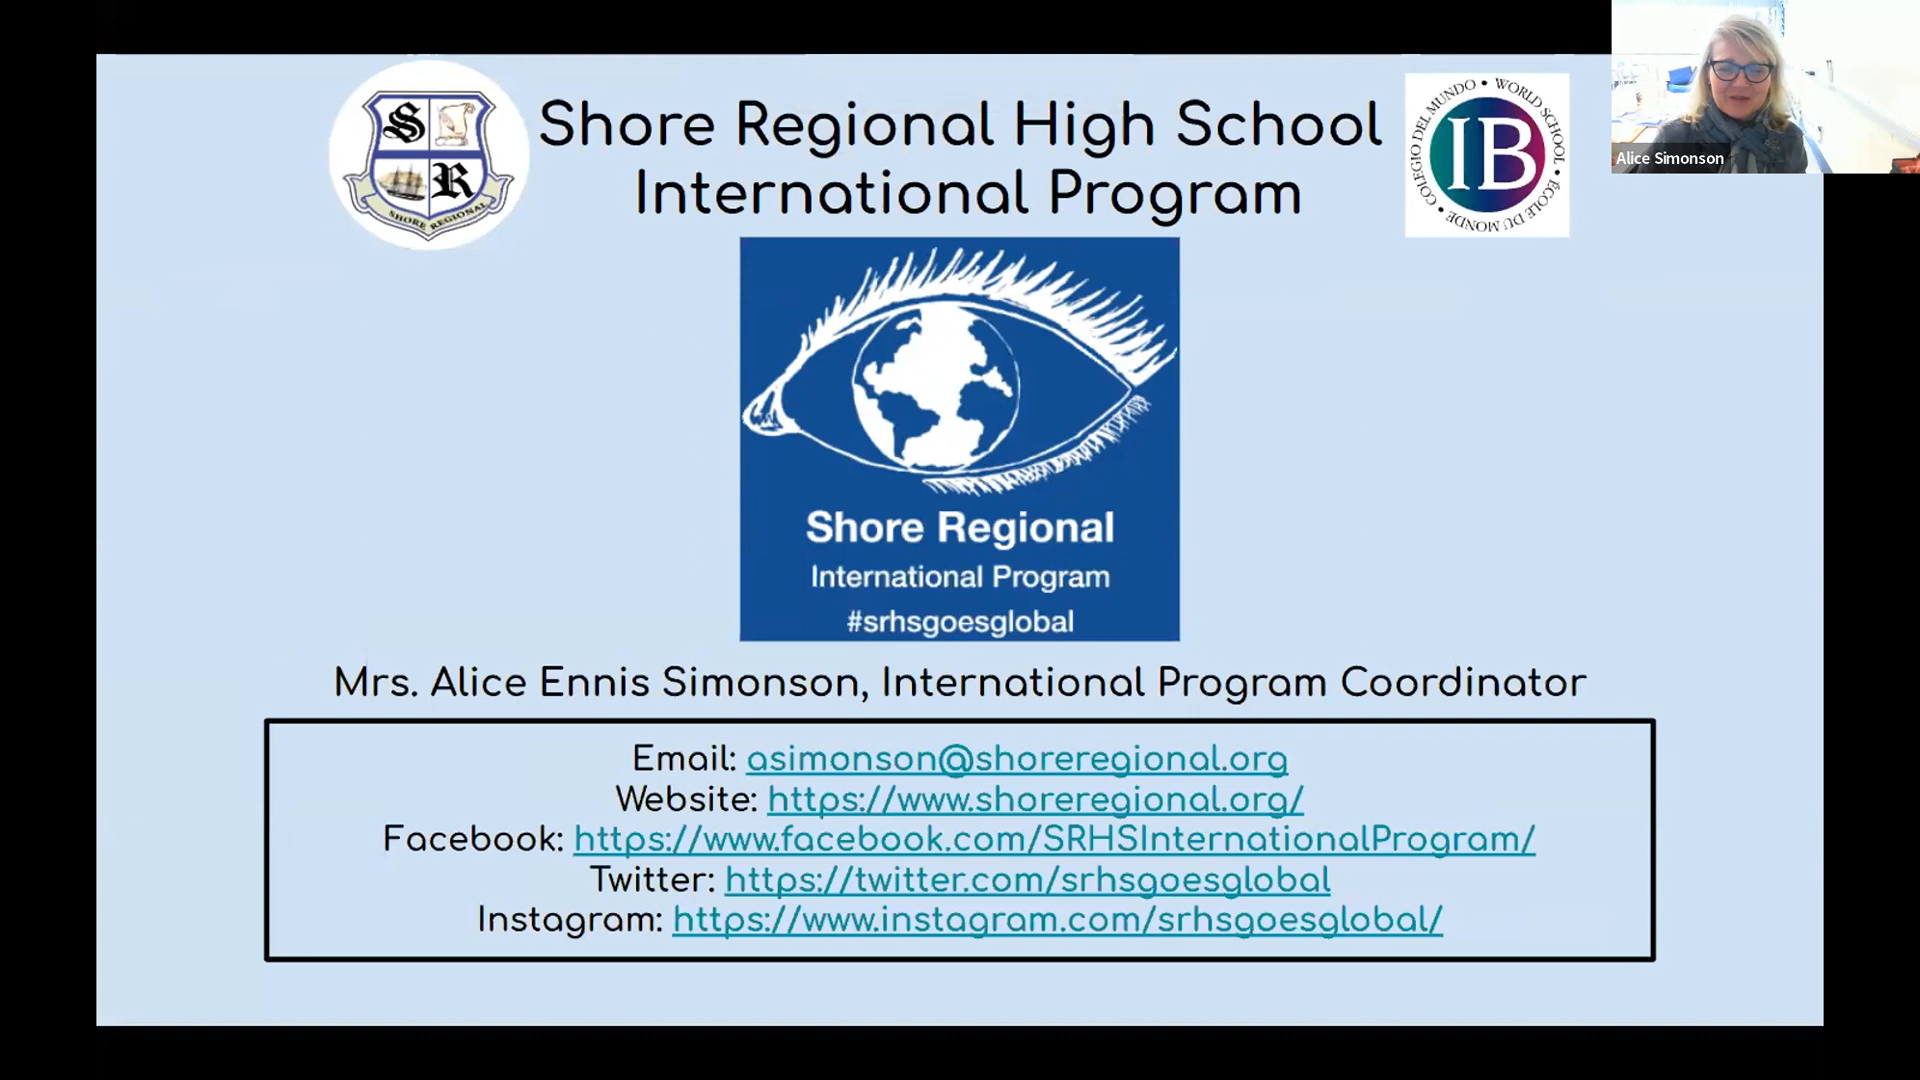 Shore Regional High School
International Program
S
R
SHORE REGIONAL
IB
COLEGIO DEL MUNDO • WORLD SCHOOL • ÉCOLE DU MONDE •
Alice Simonson
Shore Regional
International Program
#srhsgoesglobal
Mrs. Alice Ennis Simonson, International Program Coordinator
Email: asimonson@shoreregional.org
Website: https://www.shoreregional.org/
Facebook: https://www.facebook.com/SRHSInternationalProgram/
Twitter: https://twitter.com/srhsgoesglobal
Instagram: https://www.instagram.com/srhsgoesglobal/